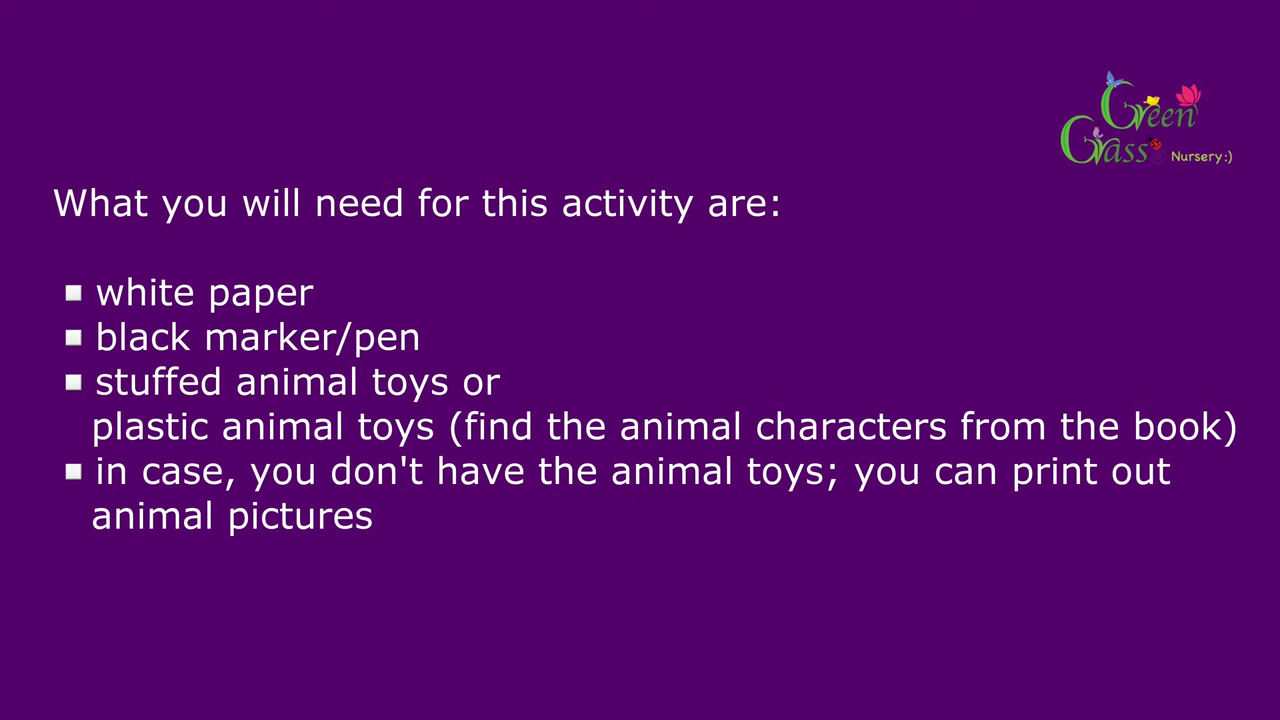 Green
Grass
Nursery:)
What you will need for this activity are:
white paper
black marker/pen
stuffed animal toys or
plastic animal toys (find the animal characters from the book)
in case, you don't have the animal toys; you can print out
animal pictures